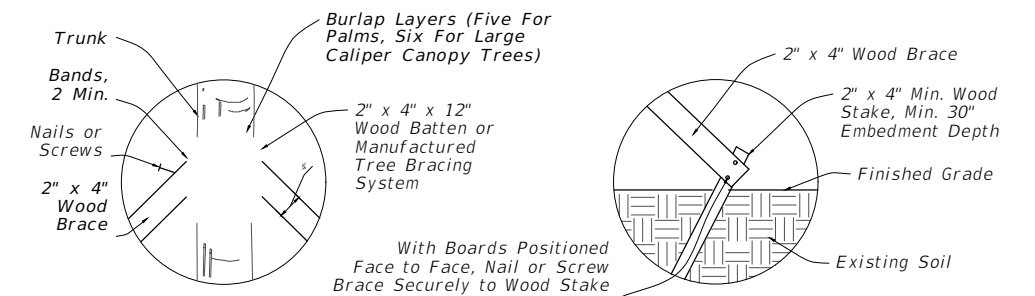 Trunk
Bands,
2 Min.
Nails or
Screws
2" x 4"
Wood
Brace
Burlap Layers (Five For
Palms, Six For Large
Caliper Canopy Trees)
2" x 4" x 12"
Wood Batten or
Manufactured
Tree Bracing
System
2" x 4" Wood Brace
2" x 4" Min. Wood
Stake, Min. 30"
Embedment Depth
Finished Grade
Existing Soil
With Boards Positioned
Face to Face, Nail or Screw
Brace Securely to Wood Stake